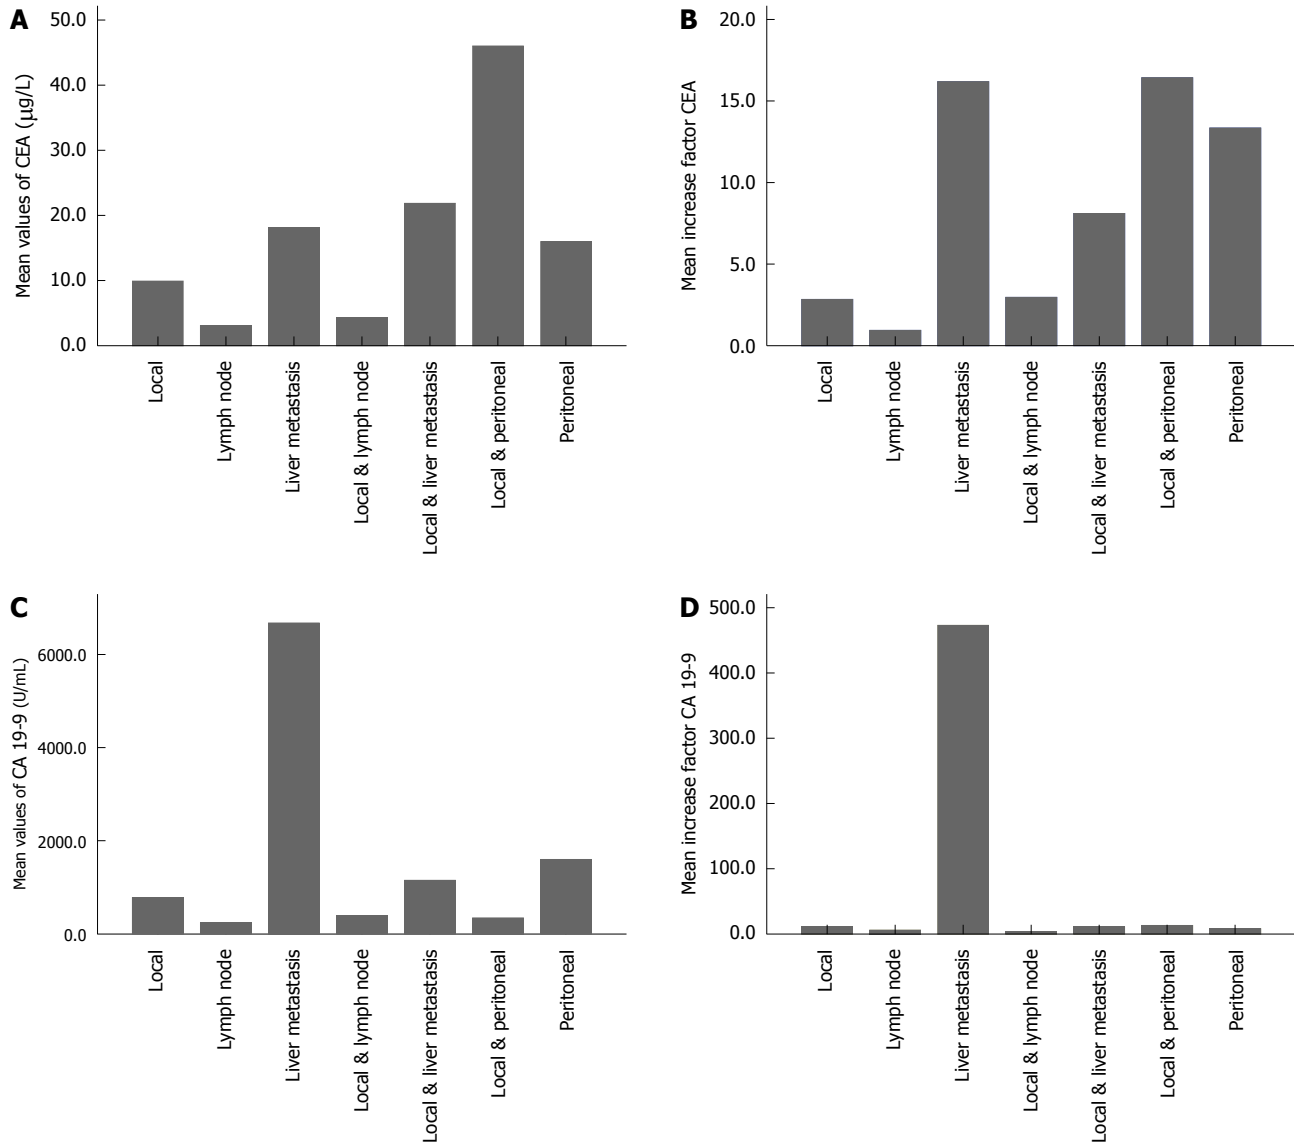 A
Mean values of CEA (μg/L)
50.0
40.0
30.0
20.0
10.0
0.0
Local
Lymph node
Liver metastasis
Local & lymph node
Local & liver metastasis
Local & peritoneal
Peritoneal
B
Mean increase factor CEA
20.0
15.0
10.0
5.0
0.0
Local
Lymph node
Liver metastasis
Local & lymph node
Local & liver metastasis
Local & peritoneal
Peritoneal
C
Mean values of CA 19-9 (U/mL)
6000.0
4000.0
2000.0
0.0
Local
Lymph node
Liver metastasis
Local & lymph node
Local & liver metastasis
Local & peritoneal
Peritoneal
D
Mean increase factor CA 19-9
500.0
400.0
300.0
200.0
100.0
0.0
Local
Lymph node
Liver metastasis
Local & lymph node
Local & liver metastasis
Local & peritoneal
Peritoneal